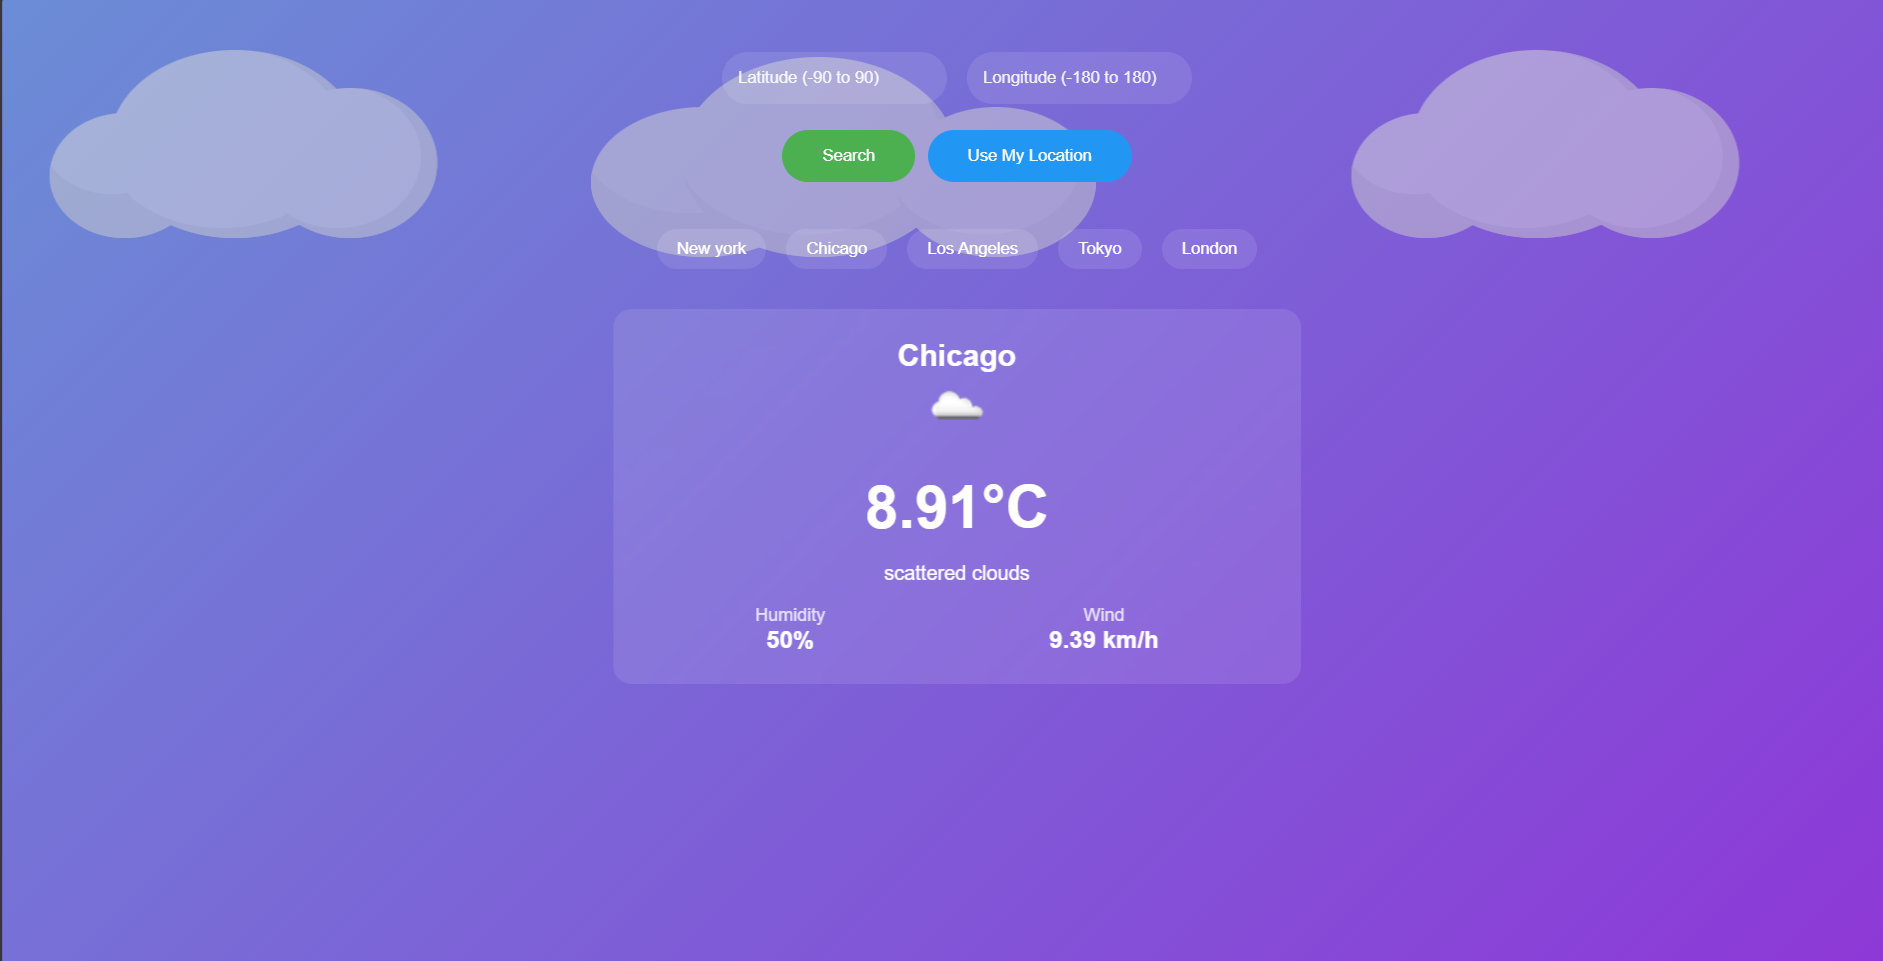 Latitude (-90 to 90) Longitude (-180 to 180)
Search Use My Location
New york Chicago Los Angeles Tokyo London
Chicago
8.91°C
scattered clouds
Humidity Wind
50% 9.39 km/h